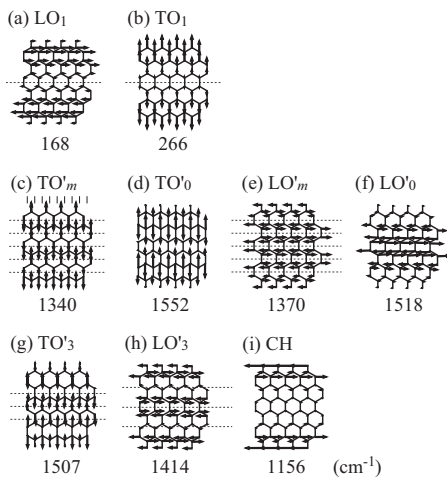 (a) LO₁ (b) TO₁
168 266
(c) TO'ₘ (d) TO'₀ (e) LO'ₘ (f) LO'₀
1340 1552 1370 1518
(g) TO'₃ (h) LO'₃ (i) CH
1507 1414 1156 (cm⁻¹)